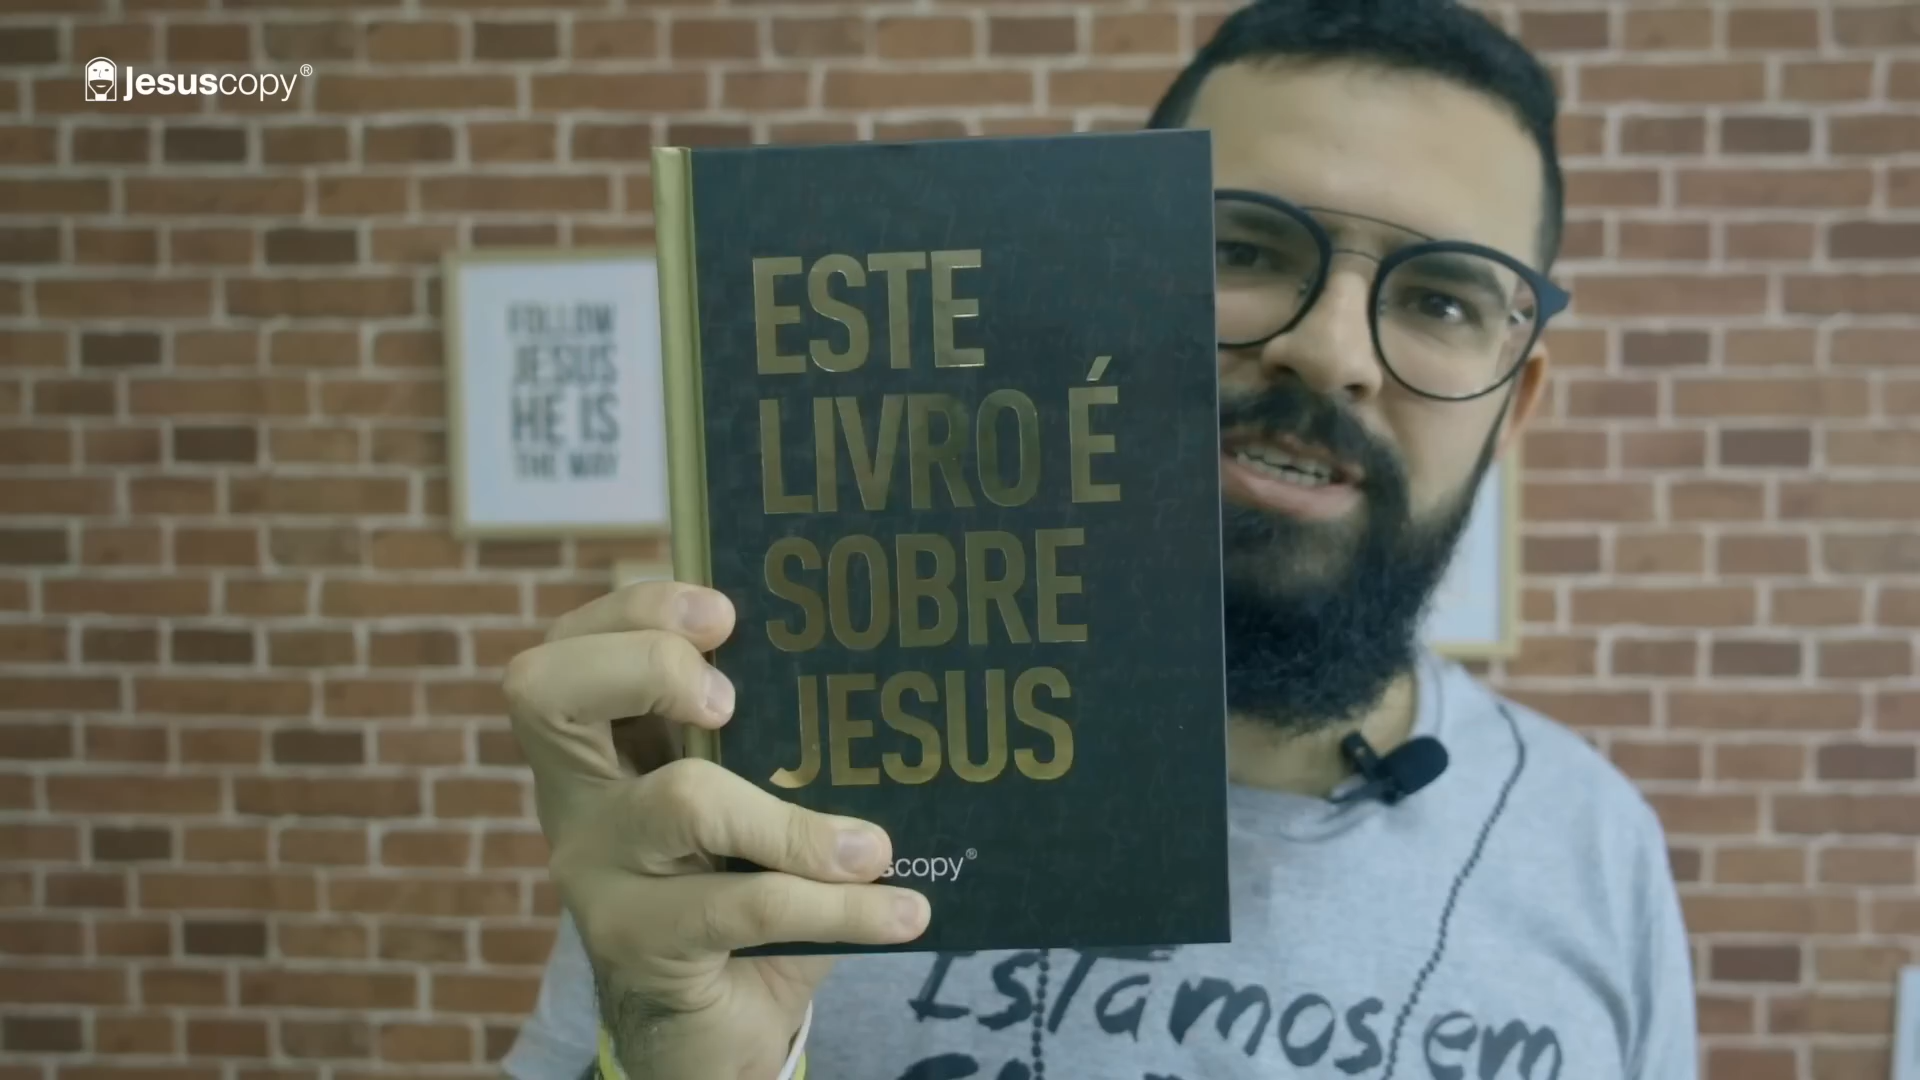 Jesuscopy®
FOLLOW
JESUS
HE IS
THE WAY
ESTE
LIVRO É
SOBRE
JESUS
scopy®
Estamos em